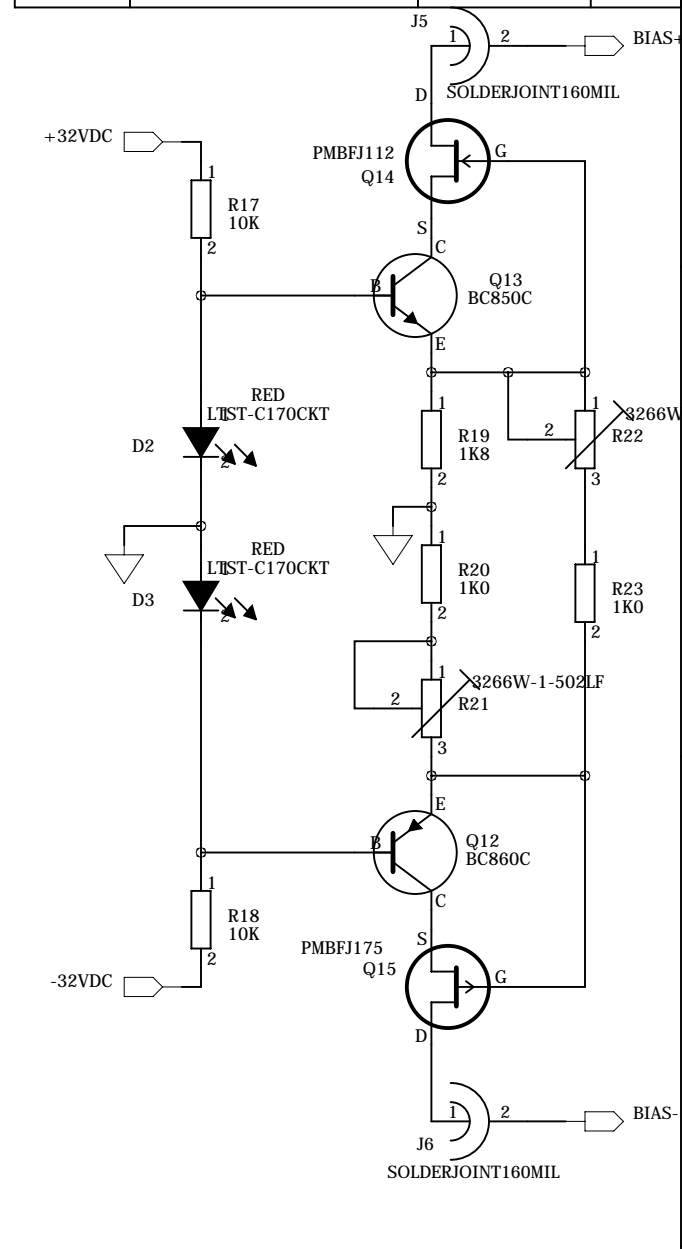 J5
1 2 BIAS+
SOLDERJOINT160MIL
D
+32VDC
PMBFJ112
Q14
G
1
R17
10K
2
S
C
Q13
BC850C
B
E
RED
LTST-C170CKT
1
D2
2
1
R19
1K8
2
1
3266W
2
R22
3
RED
LTST-C170CKT
1
D3
2
1
R20
1K0
2
1
R23
1K0
2
1
3266W-1-502LF
2
R21
3
E
Q12
BC860C
B
C
1
R18
10K
2
-32VDC
PMBFJ175
Q15
S
G
D
1 2 BIAS-
J6
SOLDERJOINT160MIL